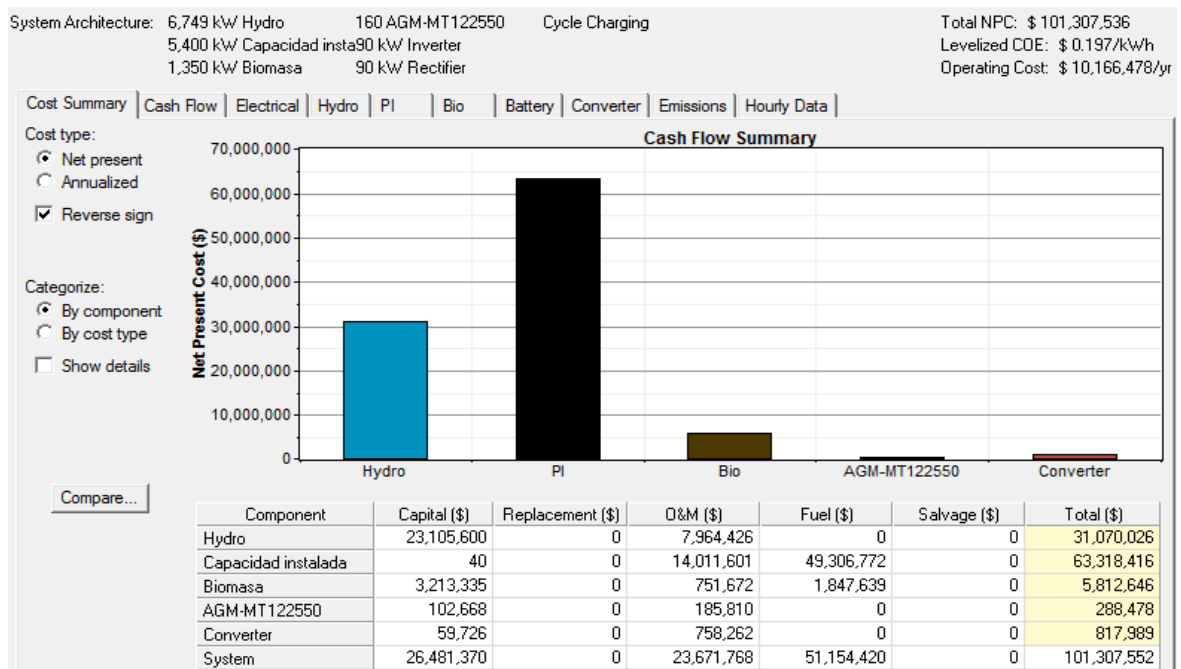 System Architecture: 6,749 kW Hydro 160 AGM-MT122550 Cycle Charging Total NPC: $ 101,307,536
5,400 kW Capacidad insta90 kW Inverter Levelized COE: $ 0.197/kWh
1,350 kW Biomasa 90 kW Rectifier Operating Cost: $ 10,166,478/yr
Cost Summary Cash Flow Electrical Hydro PI Bio Battery Converter Emissions Hourly Data
Cost type:
Net present
Annualized
Reverse sign
Categorize:
By component
By cost type
Show details
Compare...
Cash Flow Summary
Net Present Cost ($)
70,000,000
60,000,000
50,000,000
40,000,000
30,000,000
20,000,000
10,000,000
0
Hydro PI Bio AGM-MT122550 Converter
Component Capital ($) Replacement ($) O&M ($) Fuel ($) Salvage ($) Total ($)
Hydro 23,105,600 0 7,964,426 0 0 31,070,026
Capacidad instalada 40 0 14,011,601 49,306,772 0 63,318,416
Biomasa 3,213,335 0 751,672 1,847,639 0 5,812,646
AGM-MT122550 102,668 0 185,810 0 0 288,478
Converter 59,726 0 758,262 0 0 817,989
System 26,481,370 0 23,671,768 51,154,420 0 101,307,552